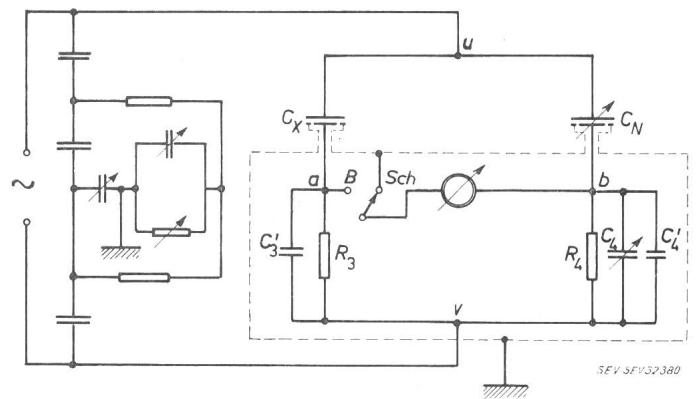 u
C_X
C_N
~
a
B
Sch
b
C'_3
R_3
R_4
C_4
C'_4
v
SEV-SEV32380